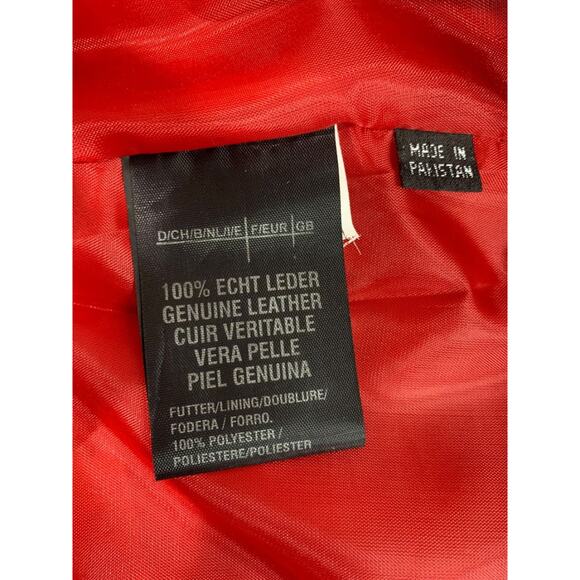 MADE IN
PAKISTAN
D/CH/B/NL/I/E F/EUR GB
100% ECHT LEDER
GENUINE LEATHER
CUIR VERITABLE
VERA PELLE
PIEL GENUINA
FUTTER/LINING/DOUBLURE/
FODERA / FORRO.
100% POLYESTER /
POLIESTERE/POLIESTER